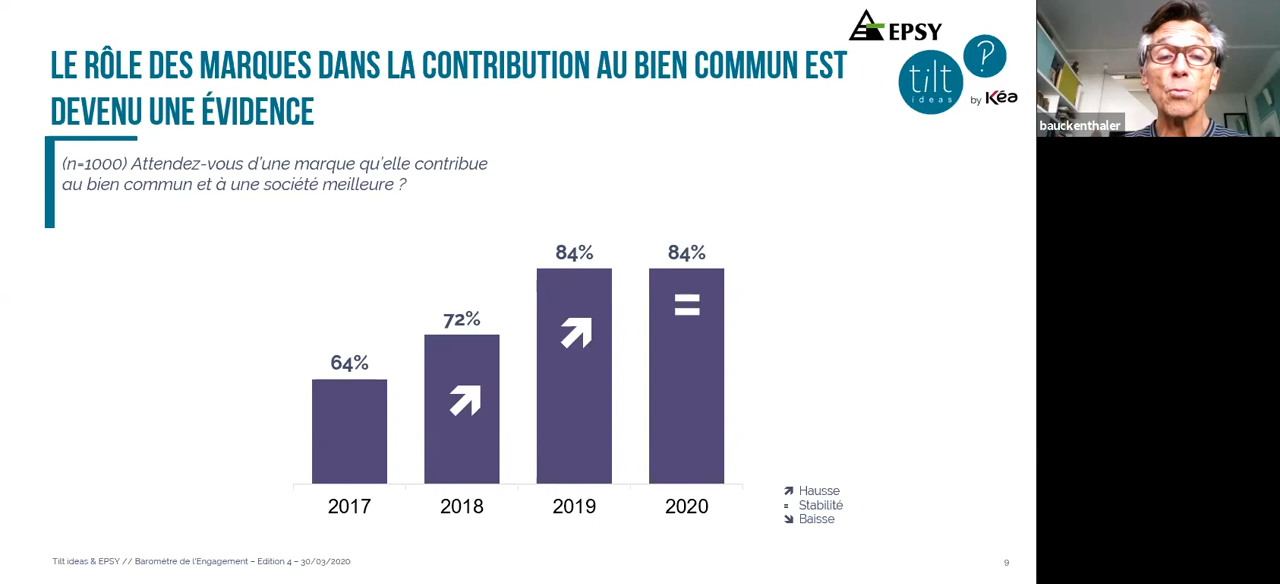 EPSY
LE RÔLE DES MARQUES DANS LA CONTRIBUTION AU BIEN COMMUN EST
DEVENU UNE ÉVIDENCE
tilt
ideas
?
by Kéa
bauckenthaler
(n=1000) Attendez-vous d'une marque qu'elle contribue
au bien commun et à une société meilleure ?
64%
72%
84%
84%
=
2017
2018
2019
2020
Hausse
= Stabilité
Baisse
Tilt ideas & EPSY // Baromètre de l'Engagement – Edition 4 – 30/03/2020
9